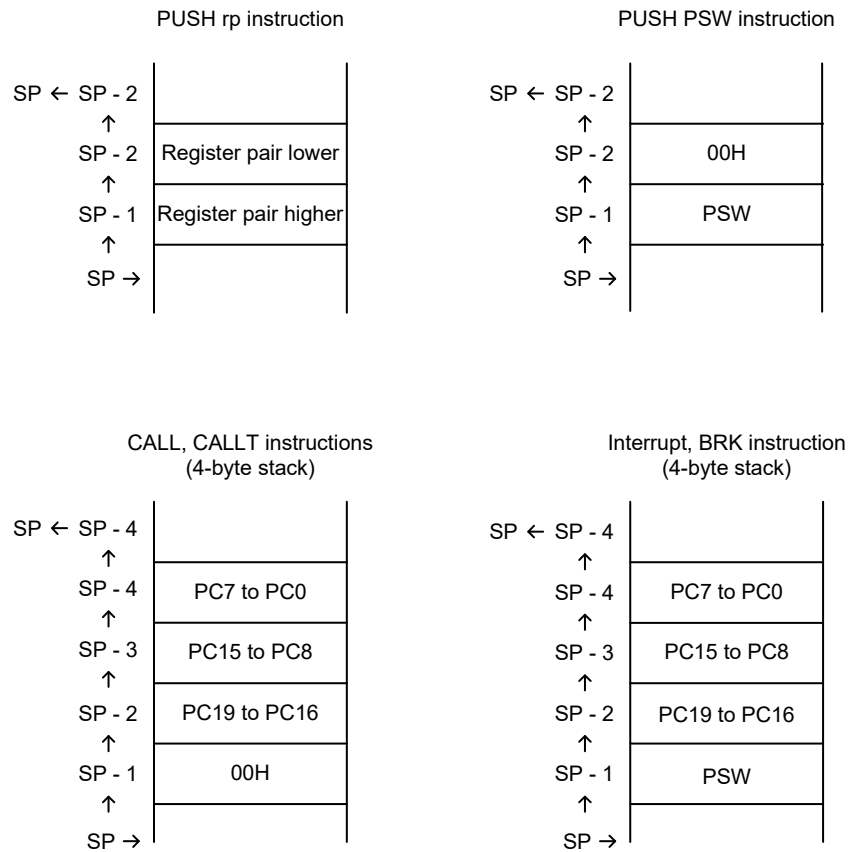 PUSH rp instruction
SP ← SP - 2
↑
SP - 2 Register pair lower
↑
SP - 1 Register pair higher
↑
SP →
PUSH PSW instruction
SP ← SP - 2
↑
SP - 2 00H
↑
SP - 1 PSW
↑
SP →
CALL, CALLT instructions
(4-byte stack)
SP ← SP - 4
↑
SP - 4 PC7 to PC0
↑
SP - 3 PC15 to PC8
↑
SP - 2 PC19 to PC16
↑
SP - 1 00H
↑
SP →
Interrupt, BRK instruction
(4-byte stack)
SP ← SP - 4
↑
SP - 4 PC7 to PC0
↑
SP - 3 PC15 to PC8
↑
SP - 2 PC19 to PC16
↑
SP - 1 PSW
↑
SP →